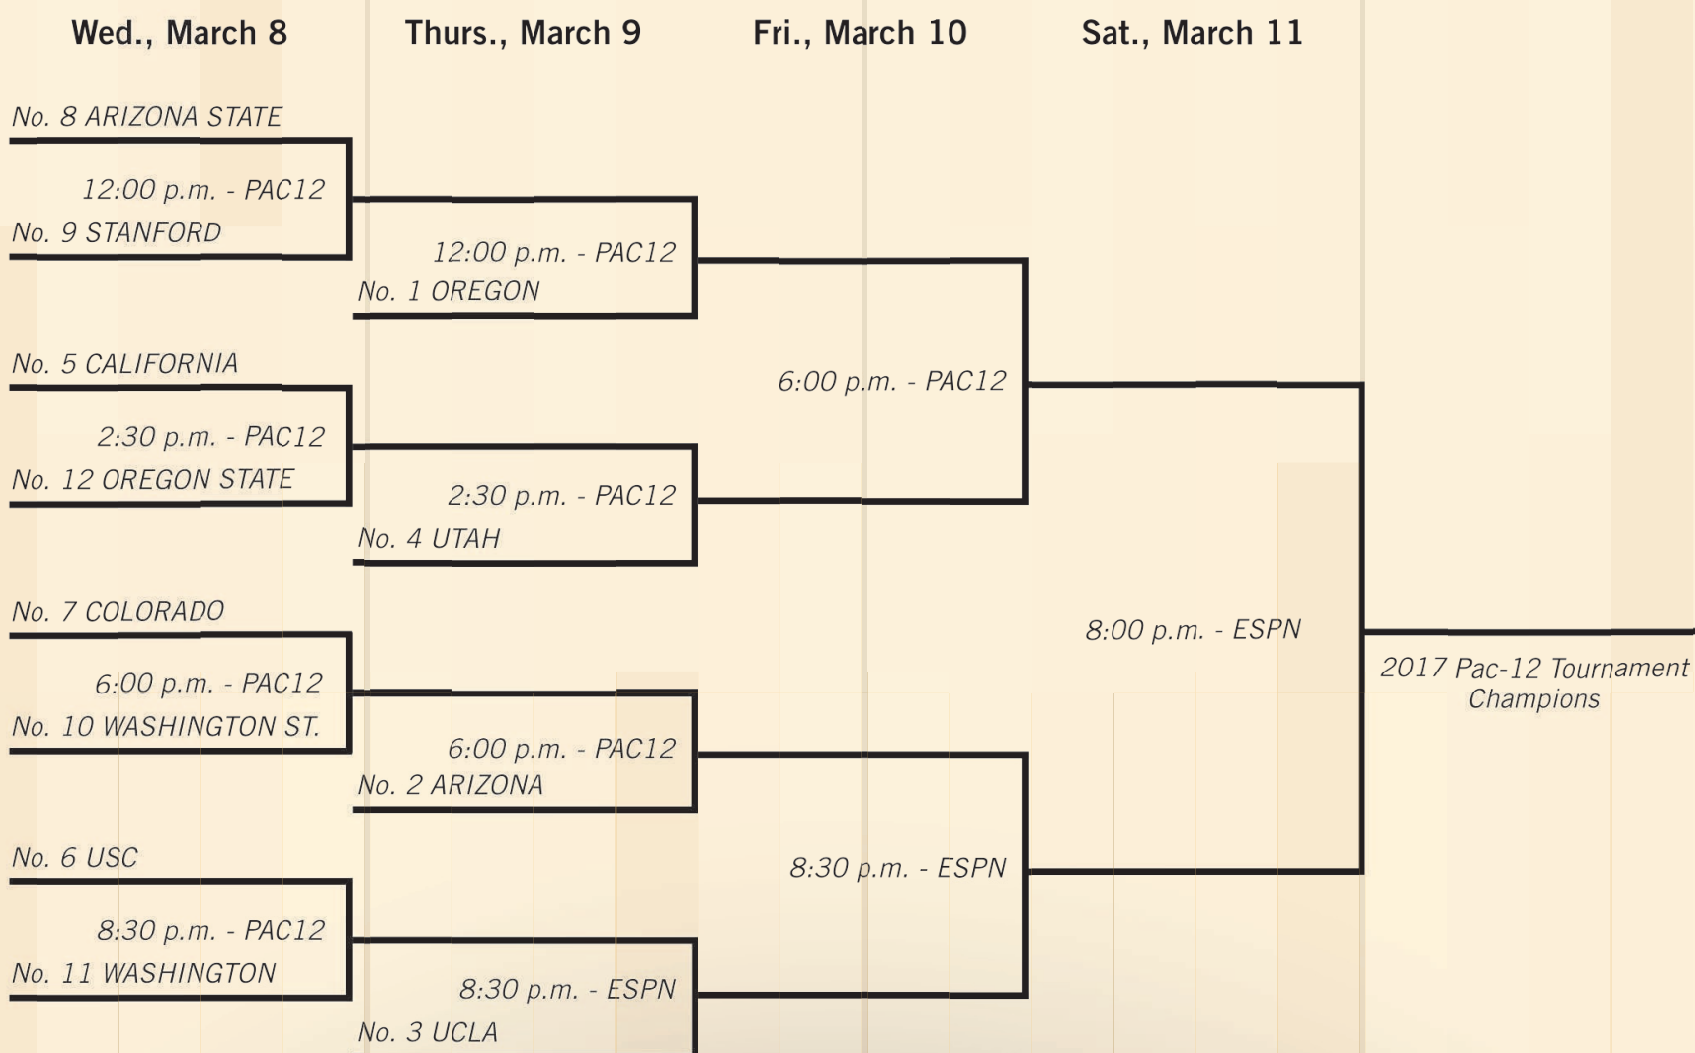 Wed., March 8
Thurs., March 9
Fri., March 10
Sat., March 11
No. 8 ARIZONA STATE
12:00 p.m. - PAC12
No. 9 STANFORD
12:00 p.m. - PAC12
No. 1 OREGON
No. 5 CALIFORNIA
6:00 p.m. - PAC12
2:30 p.m. - PAC12
No. 12 OREGON STATE
2:30 p.m. - PAC12
No. 4 UTAH
No. 7 COLORADO
8:00 p.m. - ESPN
2017 Pac-12 Tournament
Champions
6:00 p.m. - PAC12
No. 10 WASHINGTON ST.
6:00 p.m. - PAC12
No. 2 ARIZONA
No. 6 USC
8:30 p.m. - ESPN
8:30 p.m. - PAC12
No. 11 WASHINGTON
8:30 p.m. - ESPN
No. 3 UCLA